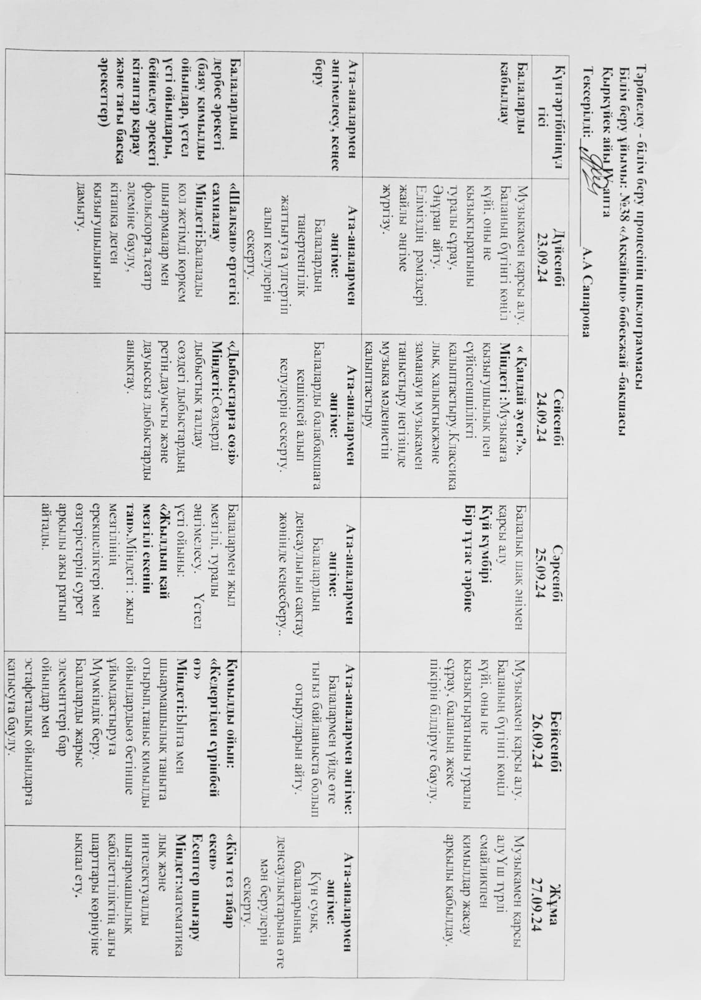 Тәрбиелеу - білім беру процесінің циклограммасы
Білім беру ұйымы: №38 «Аққайың» бөбекжай -бақшасы
Қыркүйек айы IҮ апта
Тексерілді: А.А Сапарова
Күнтәртібініңүл
гісі
Дүйсенбі
23.09.24
Сейсенбі
24.09.24
Сәрсенбі
25.09.24
Бейсенбі
26.09.24
Жұма
27.09.24
Балаларды
қабылдау
Музыкамен қарсы алу.
Баланың бүгінгі көңіл
күйі, оны не
қызықтыратыны
туралы сұрау,
Әнұран айту.
Еліміздің рәміздері
жайлы әңгіме
жүргізу.
« Қандай әуен?».
Міндеті :Музыкаға
қызығушылық пен
сүйіспеншілікті
қалыптастыру.Классика
лық, халықтықжәне
заманауи музыкамен
таныстыру негізінде
музыка мәдениетін
қалыптастыру
Балалық шақ әнімен
қарсы алу
Күй күмбірі
Бір тұтас тәрбие
Музыкамен қарсы алу.
Баланың бүгінгі көңіл
күйі, оны не
қызықтыратыны туралы
сұрау, баланың жеке
пікірін білдіруге баулу.
Музыкамен қарсы
алуҮш түрлі
смайликпен
қимылдар жасау
арқылы қабылдау.
Ата-аналармен
әңгімелесу, кеңес
беру
Ата-аналармен
әңгіме:
Балалардың
танертенгілік
жаттығуға үлгертіп
алып келулерін
ескерту.
Ата-аналармен
әңгіме:
Балаларды балабақшаға
кешікпей алып
келулерін ескерту.
Ата-аналармен
әңгіме:
Балалардың
денсаулығын сақтау
жөнінде кеңесберу..
Ата-аналармен әңгіме:
Балалармен үйде өте
тығыз байланыста болып
отыруларын айту.
Ата-аналармен
әңгіме:
Күн суық,
балаларының
денсаулықтарына өте
мән берулерін
ескерту.
Балалардың
дербес әрекеті
(баяу қимылды
ойындар, үстел
үсті ойындары,
бейнелеу әрекеті
кітаптар қарау
және тағы басқа
әрекеттер)
«Шалқан» ертегісі
сахналау
Міндеті:Балалады
қол жетімді көркем
шығармалар мен
фольклорға,театр
әлеміне баулу,
кітапқа деген
қызығушылығын
дамыту.
«Дыбыстарға сөзі»
Міндеті:Сөздерді
дыбыстық талдау
сөздегі дыбыстардың
ретін,дауысты және
дауыссыз дыбыстарды
анықтау.
Балалармен жыл
мезгілі. туралы
әңгімелесу. Үстел
үсті ойыны:
«Жылдың қай
мезгілі екенін
тап».Міндеті : жыл
мезгілінің
ерекшеліктері мен
өзгерістерін сурет
арқылы ажы ратып
айтады.
Қимылды ойын:
«Кедергіден сүрінбей
өт»
Міндеті:Ынта мен
шыармашылық таныта
отырып,таныс қимылды
ойындардыөз бетінше
ұйымдастыруға
Мүмкіндік беру.
Балаларды жарыс
элементтері бар
ойындар мен
эстафеталық ойындарға
қатысуға баулу.
«Кім тез табар
екен»
Есептер шығару
Міндет:математика
лық және
интелектуалды
шығармашылық
қабілеттіліктің алғы
шарттары көрінуіне
ықпал ету.